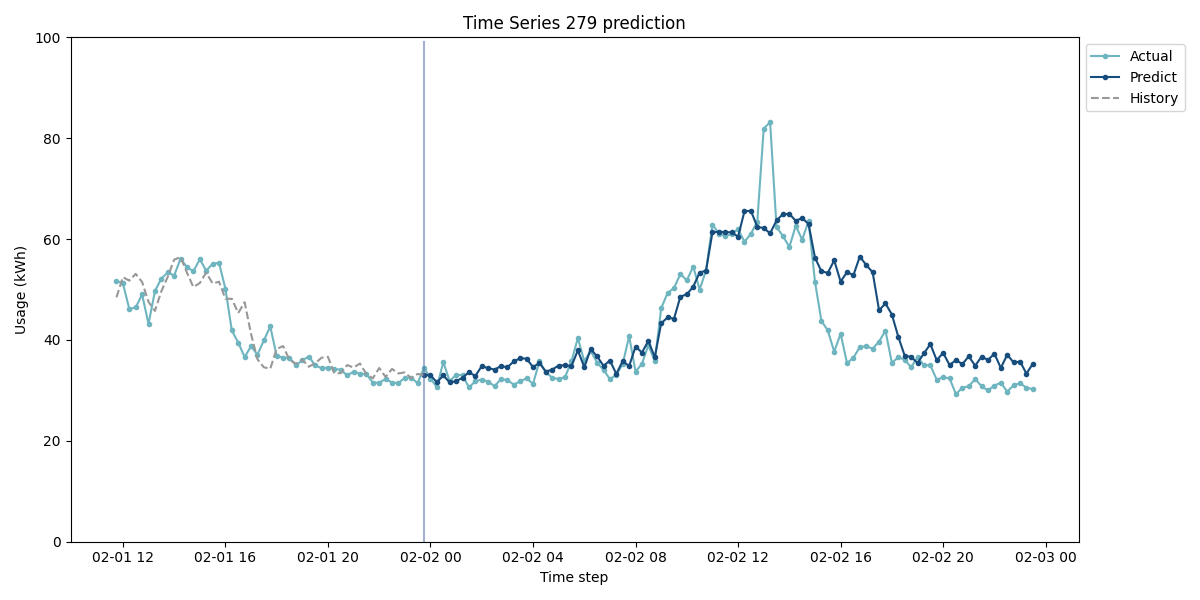 Time Series 279 prediction
100
80
60
40
20
0
Usage (kWh)
02-01 12
02-01 16
02-01 20
02-02 00
02-02 04
02-02 08
02-02 12
02-02 16
02-02 20
02-03 00
Time step
Actual
Predict
History